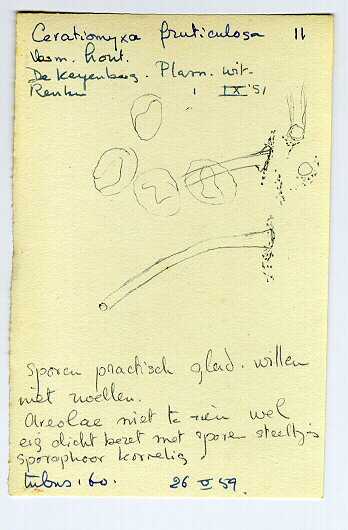 Ceratiomyxa fruticulosa 11
Verm. hout.
De Keyenberg. Plasm. wit-
Renkum 1 IX '51
sporen practisch glad. willen
niet zwellen.
Areolae niet te zien wel
erg dicht bezet met sporen steeltjes
sporophoor korrelig
tubus: 60. 26 V 59.